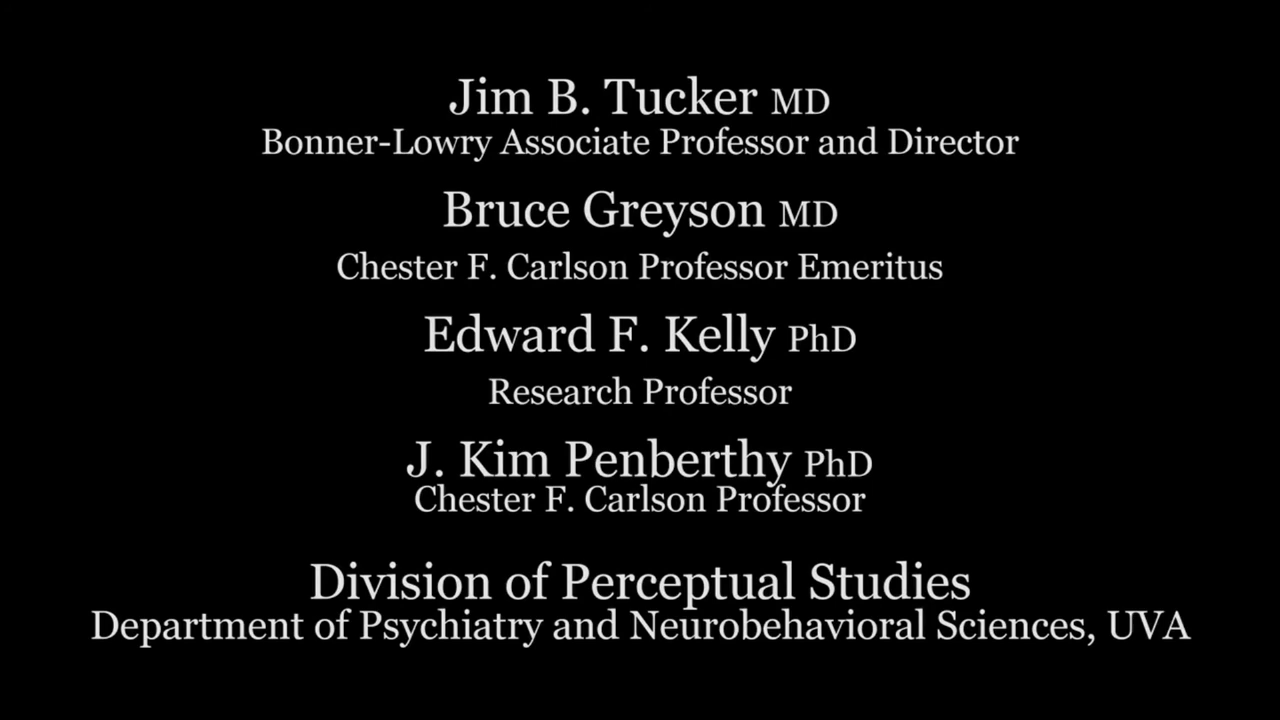 Jim B. Tucker MD
Bonner-Lowry Associate Professor and Director
Bruce Greyson MD
Chester F. Carlson Professor Emeritus
Edward F. Kelly PhD
Research Professor
J. Kim Penberthy PhD
Chester F. Carlson Professor
Division of Perceptual Studies
Department of Psychiatry and Neurobehavioral Sciences, UVA